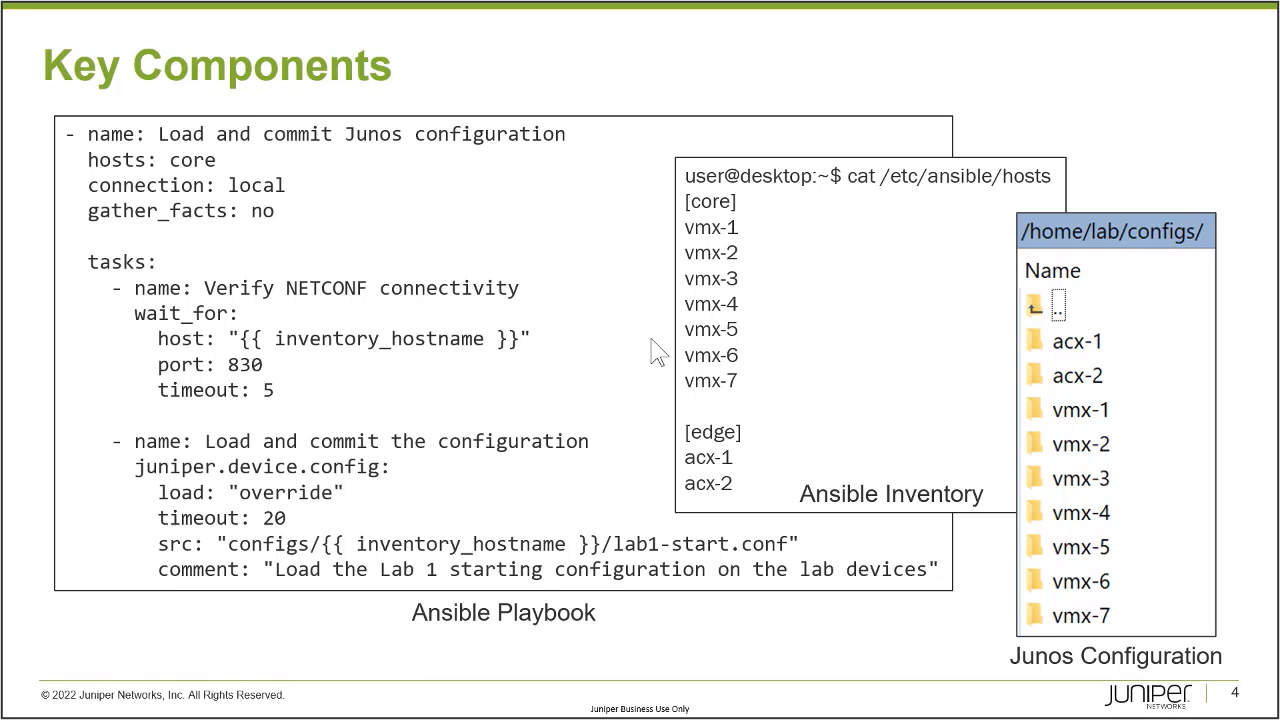 Key Components
- name: Load and commit Junos configuration
hosts: core
connection: local
gather_facts: no
tasks:
- name: Verify NETCONF connectivity
wait_for:
host: "{{ inventory_hostname }}"
port: 830
timeout: 5
- name: Load and commit the configuration
juniper.device.config:
load: "override"
timeout: 20
src: "configs/{{ inventory_hostname }}/lab1-start.conf"
comment: "Load the Lab 1 starting configuration on the lab devices"
Ansible Playbook
user@desktop:~$ cat /etc/ansible/hosts
[core]
vmx-1
vmx-2
vmx-3
vmx-4
vmx-5
vmx-6
vmx-7
[edge]
acx-1
acx-2
Ansible Inventory
/home/lab/configs/
Name
..
acx-1
acx-2
vmx-1
vmx-2
vmx-3
vmx-4
vmx-5
vmx-6
vmx-7
Junos Configuration
© 2022 Juniper Networks, Inc. All Rights Reserved.
Juniper Business Use Only
JUNIPER
NETWORKS
4